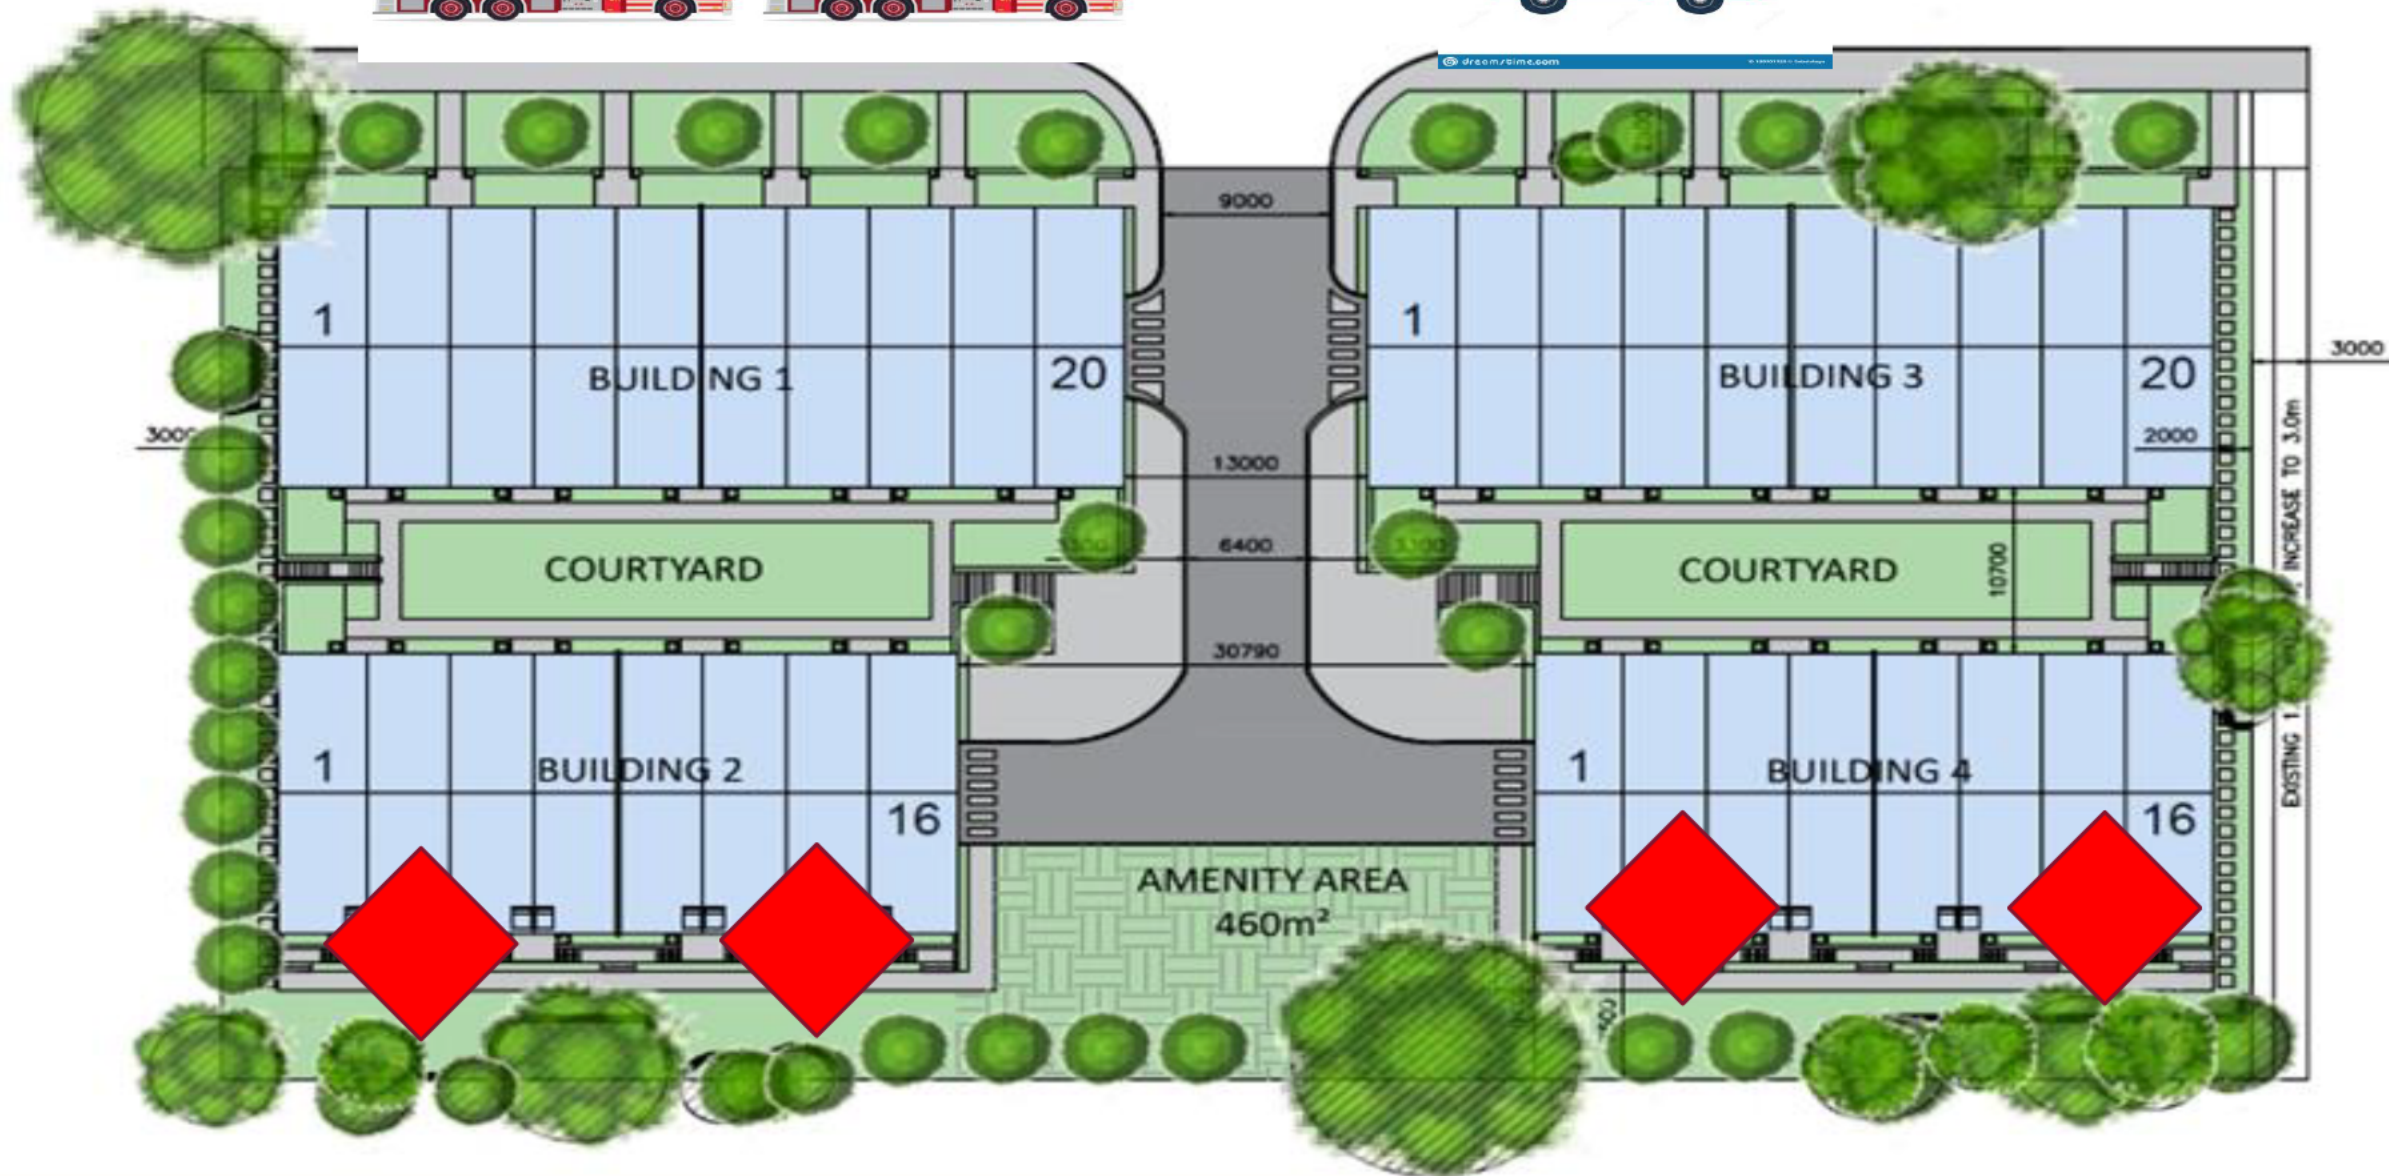 dreamstime.com
9000
1
BUILDING 1
20
1
BUILDING 3
20
3000
2000
13000
COURTYARD
6400
COURTYARD
10700
30790
EXISTING 1. INCREASE TO 3.0m
1
BUILDING 2
16
1
BUILDING 4
16
AMENITY AREA
460m²